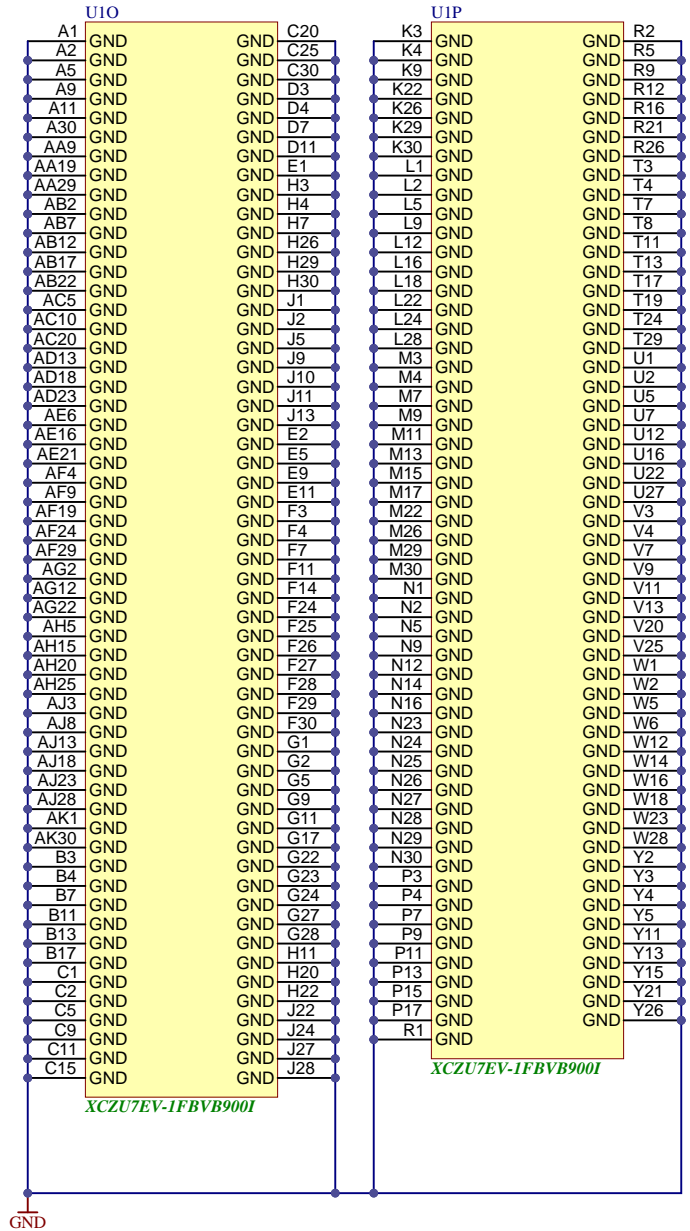 U1O
A1 GND GND C20
A2 GND GND C25
A5 GND GND C30
A9 GND GND D3
A11 GND GND D4
A30 GND GND D7
AA9 GND GND D11
AA19 GND GND E1
AA29 GND GND H3
AB2 GND GND H4
AB7 GND GND H7
AB12 GND GND H26
AB17 GND GND H29
AB22 GND GND H30
AC5 GND GND J1
AC10 GND GND J2
AC20 GND GND J5
AD13 GND GND J9
AD18 GND GND J10
AD23 GND GND J11
AE6 GND GND J13
AE16 GND GND E2
AE21 GND GND E5
AF4 GND GND E9
AF9 GND GND E11
AF19 GND GND F3
AF24 GND GND F4
AF29 GND GND F7
AG2 GND GND F11
AG12 GND GND F14
AG22 GND GND F24
AH5 GND GND F25
AH15 GND GND F26
AH20 GND GND F27
AH25 GND GND F28
AJ3 GND GND F29
AJ8 GND GND F30
AJ13 GND GND G1
AJ18 GND GND G2
AJ23 GND GND G5
AJ28 GND GND G9
AK1 GND GND G11
AK30 GND GND G17
B3 GND GND G22
B4 GND GND G23
B7 GND GND G24
B11 GND GND G27
B13 GND GND G28
B17 GND GND H11
C1 GND GND H20
C2 GND GND H22
C5 GND GND J22
C9 GND GND J24
C11 GND GND J27
C15 GND GND J28
XCZU7EV-1FBVB900I
U1P
K3 GND GND R2
K4 GND GND R5
K9 GND GND R9
K22 GND GND R12
K26 GND GND R16
K29 GND GND R21
K30 GND GND R26
L1 GND GND T3
L2 GND GND T4
L5 GND GND T7
L9 GND GND T8
L12 GND GND T11
L16 GND GND T13
L18 GND GND T17
L22 GND GND T19
L24 GND GND T24
L28 GND GND T29
M3 GND GND U1
M4 GND GND U2
M7 GND GND U5
M9 GND GND U7
M11 GND GND U12
M13 GND GND U16
M15 GND GND U22
M17 GND GND U27
M22 GND GND V3
M26 GND GND V4
M29 GND GND V7
M30 GND GND V9
N1 GND GND V11
N2 GND GND V13
N5 GND GND V20
N9 GND GND V25
N12 GND GND W1
N14 GND GND W2
N16 GND GND W5
N23 GND GND W6
N24 GND GND W12
N25 GND GND W14
N26 GND GND W16
N27 GND GND W18
N28 GND GND W23
N29 GND GND W28
N30 GND GND Y2
P3 GND GND Y3
P4 GND GND Y4
P7 GND GND Y5
P9 GND GND Y11
P11 GND GND Y13
P13 GND GND Y15
P15 GND GND Y21
P17 GND GND Y26
R1 GND
XCZU7EV-1FBVB900I
GND